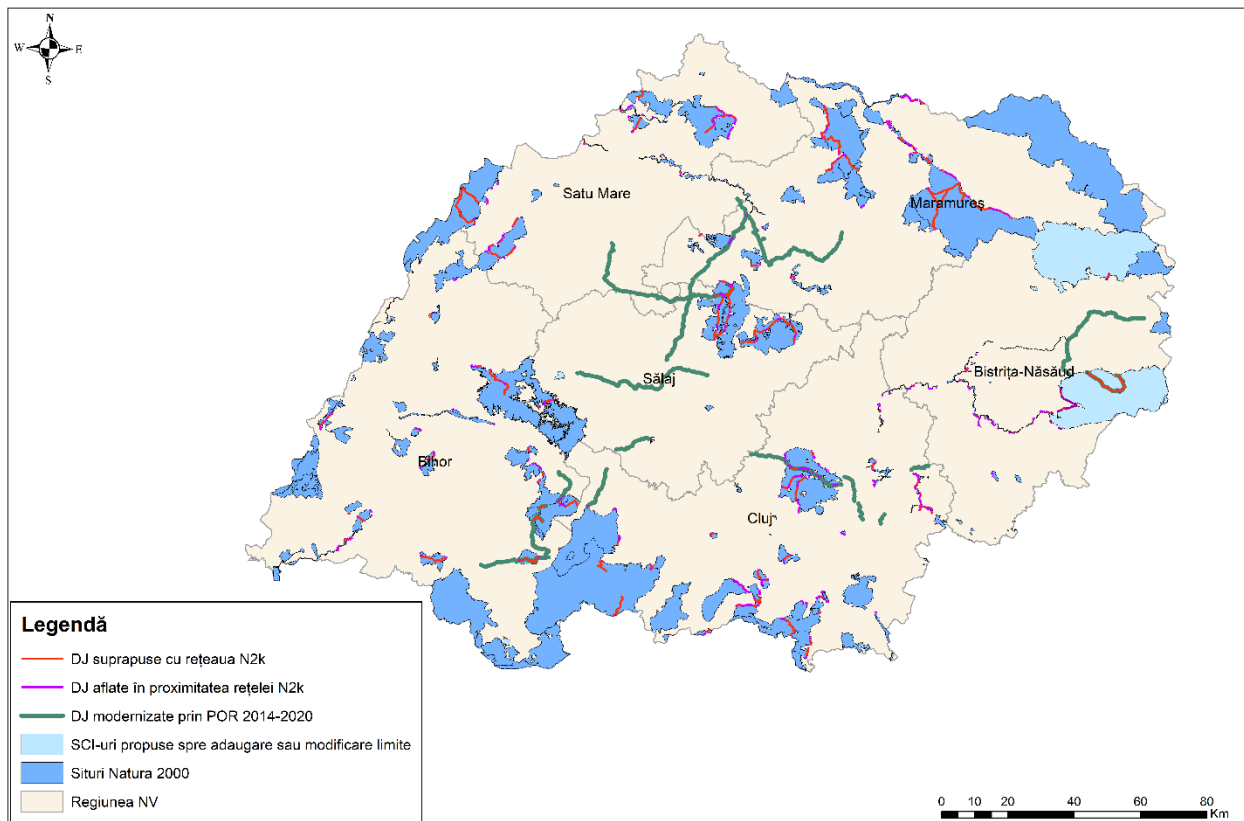 N
W E
S
Satu Mare
Maramureș
Sălaj
Bistrița-Năsăud
Bihor
Cluj
Legendă
DJ suprapuse cu rețeaua N2k
DJ aflate în proximitatea rețelei N2k
DJ modernizate prin POR 2014-2020
SCI-uri propuse spre adaugare sau modificare limite
Situri Natura 2000
Regiunea NV
0 10 20 40 60 80
Km